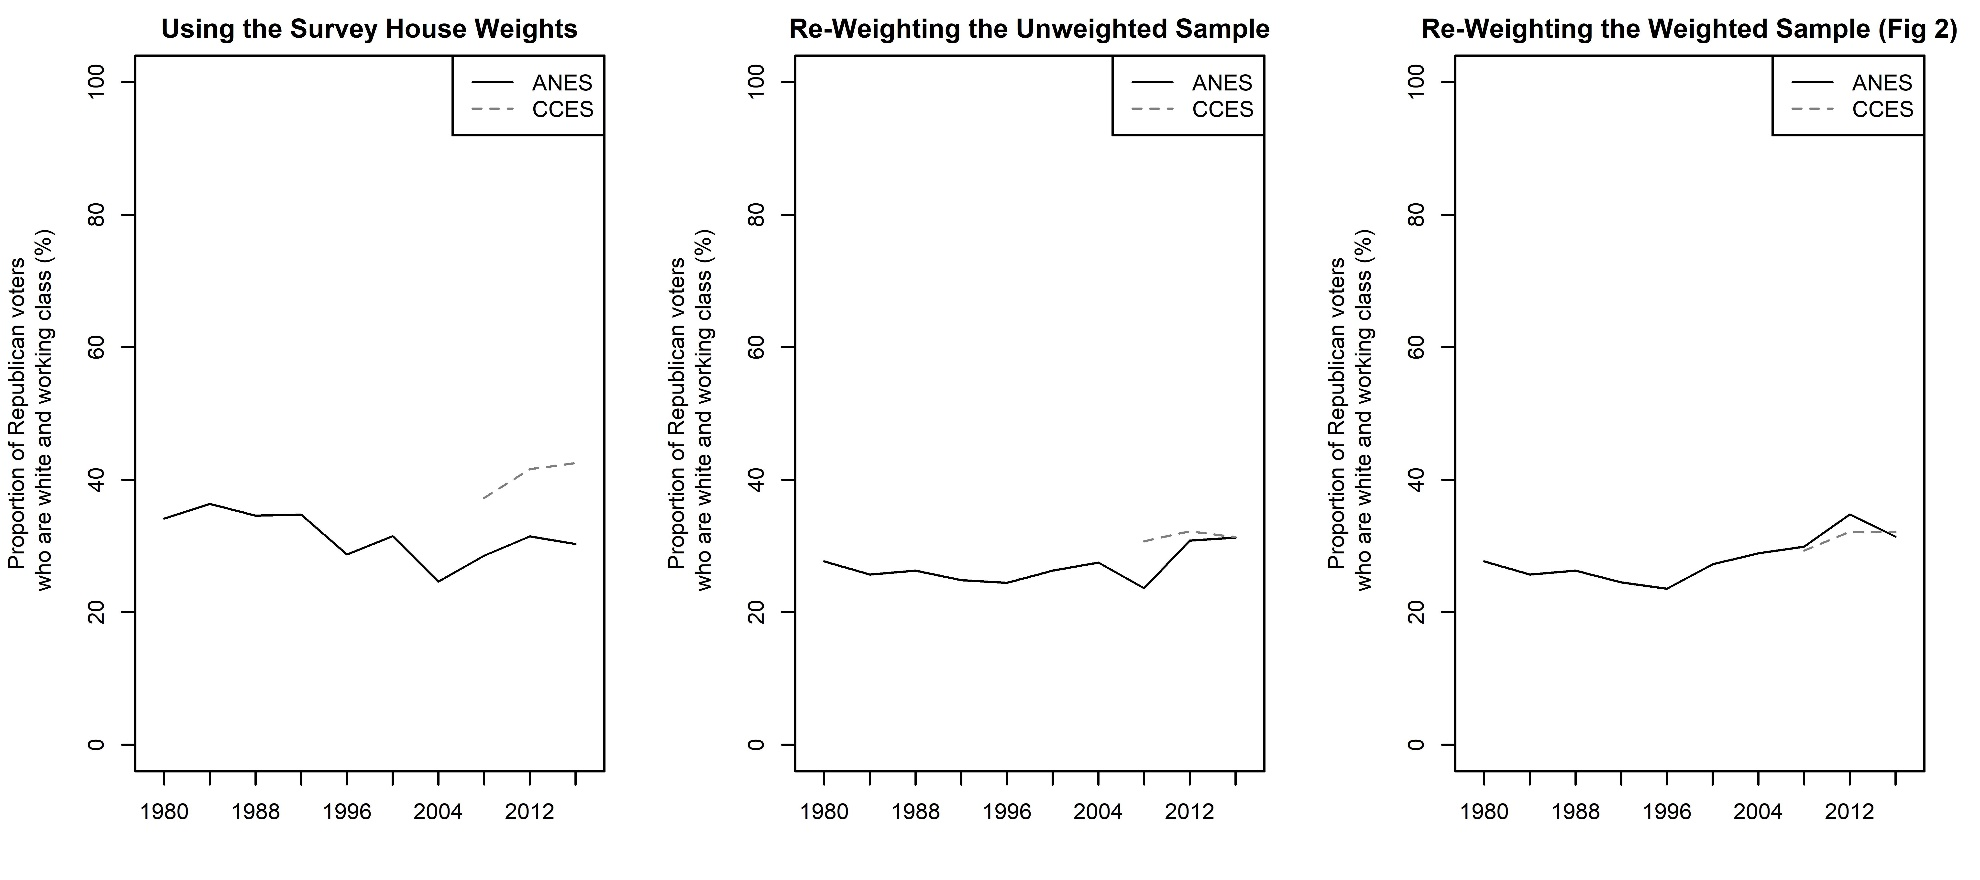 Using the Survey House Weights
ANES
CCES
Proportion of Republican voters
who are white and working class (%)
100
80
60
40
20
0
1980
1988
1996
2004
2012
Re-Weighting the Unweighted Sample
ANES
CCES
Proportion of Republican voters
who are white and working class (%)
100
80
60
40
20
0
1980
1988
1996
2004
2012
Re-Weighting the Weighted Sample (Fig 2)
ANES
CCES
Proportion of Republican voters
who are white and working class (%)
100
80
60
40
20
0
1980
1988
1996
2004
2012